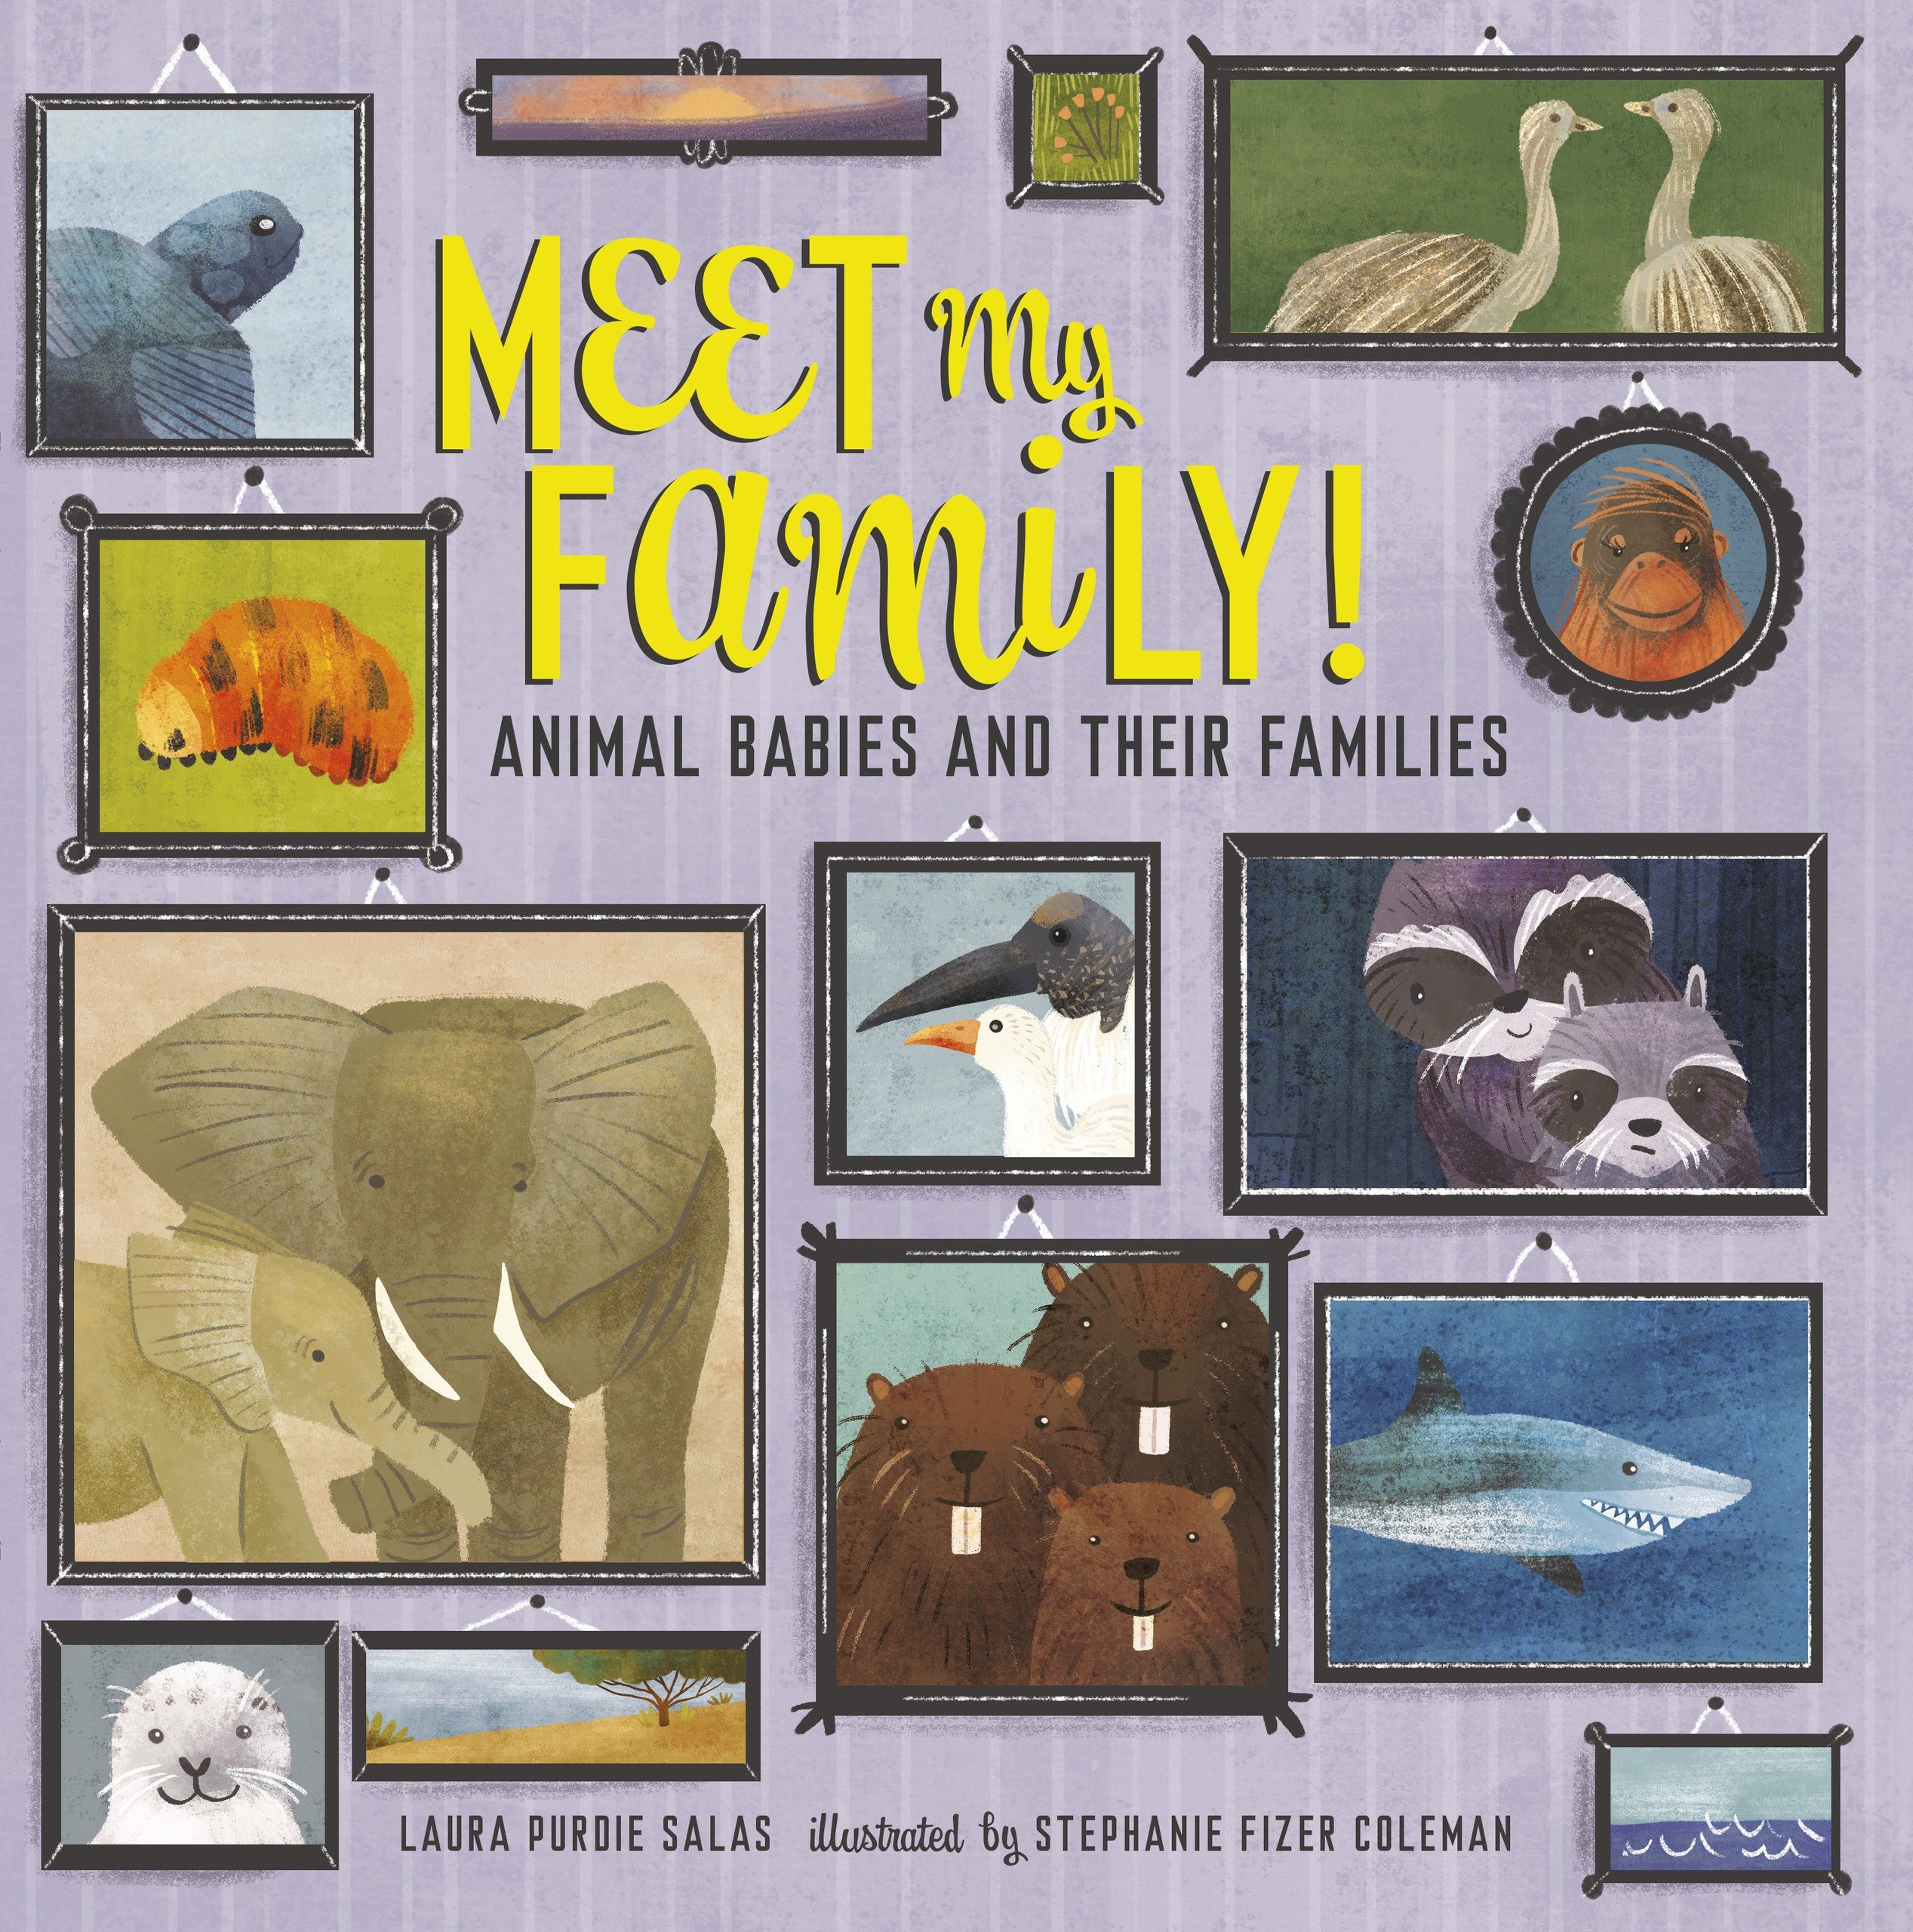 MEET my
FamiLY!
ANIMAL BABIES AND THEIR FAMILIES
LAURA PURDIE SALAS illustrated by STEPHANIE FIZER COLEMAN